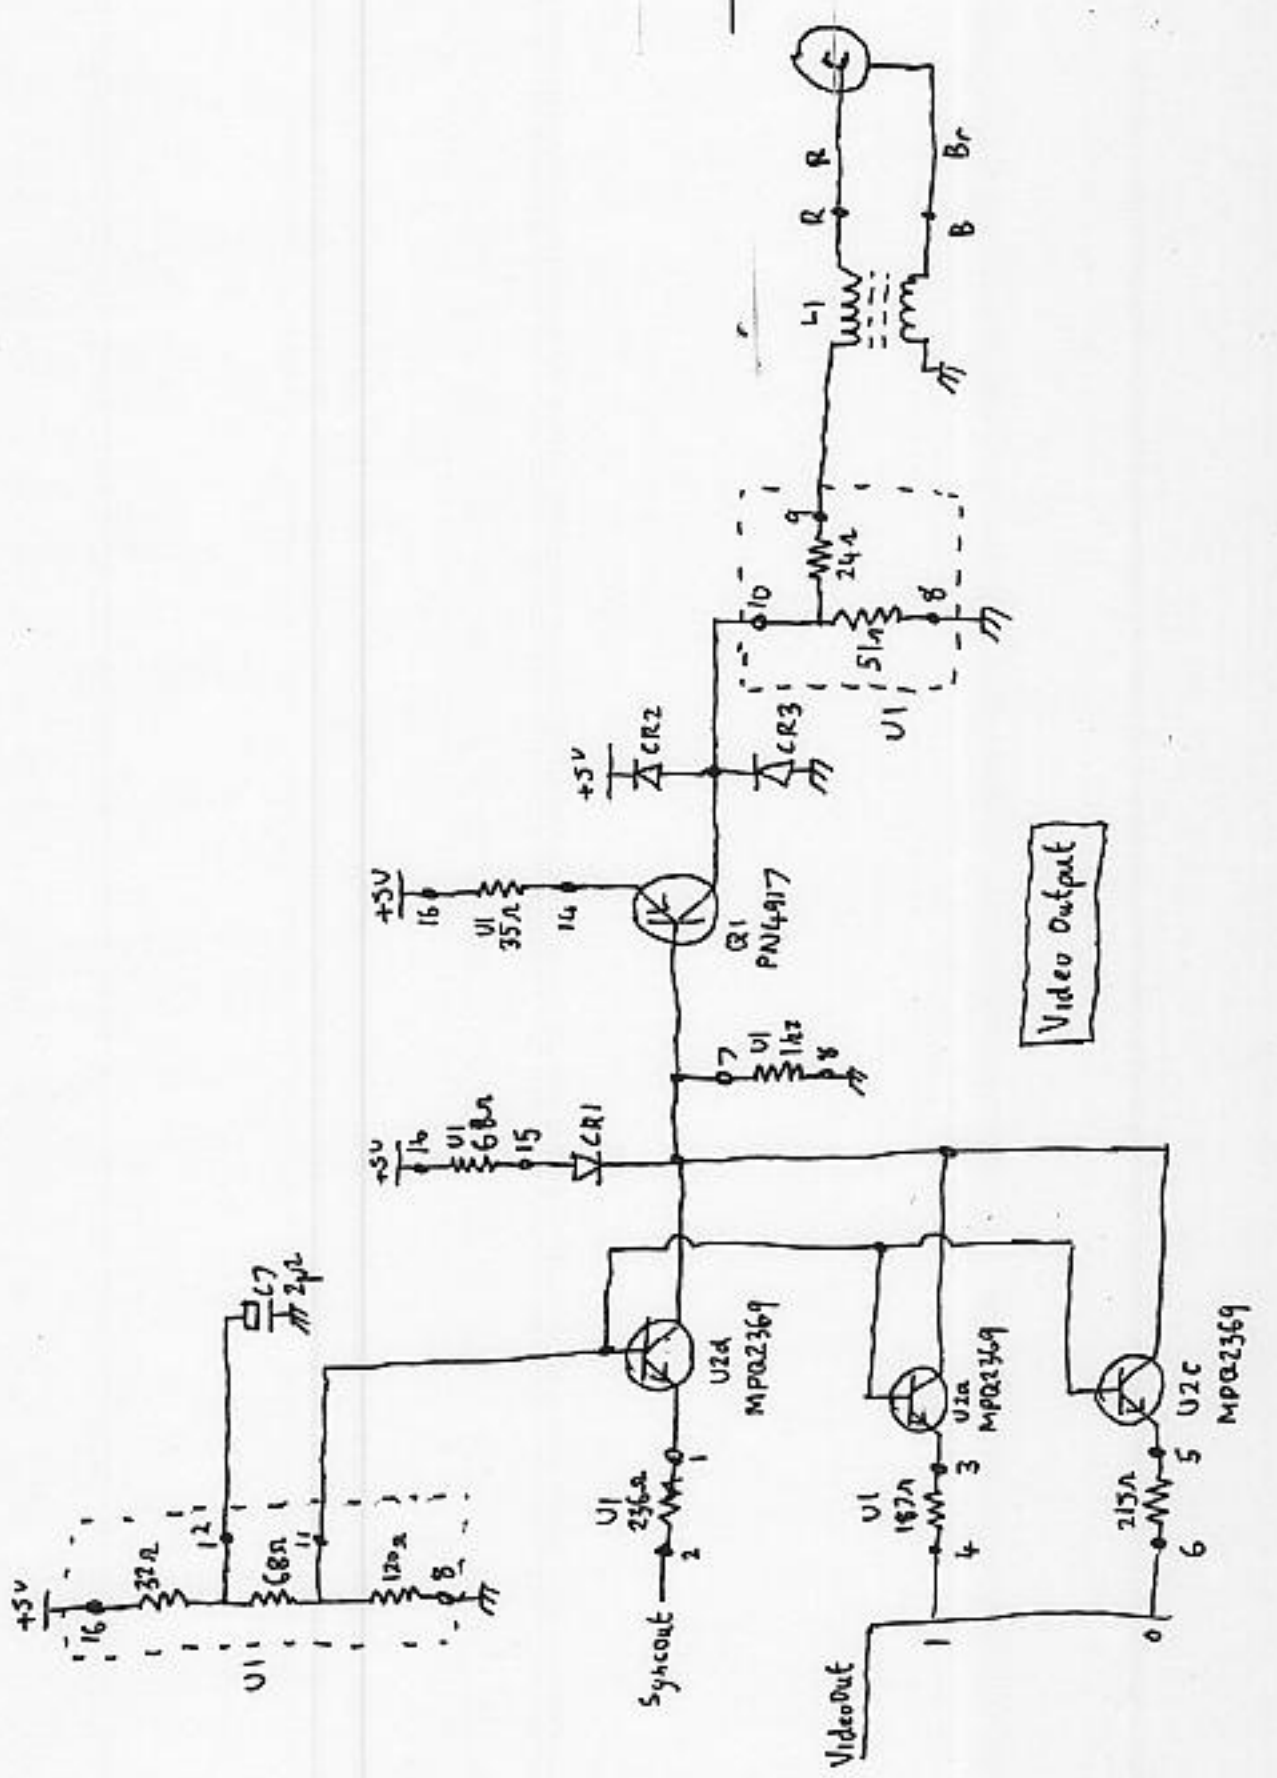 +5V
16
U1
32Ω
12
68Ω
11
120Ω
8
C7
2µ2
+5V
16
U1
68Ω
15
CR1
+5V
16
U1
35Ω
14
+5V
CR2
CR3
Q1
PN4917
7
U1
1k2
8
10
24Ω
9
51Ω
8
U1
L1
R
R
B
Br
Syncout
2
U1
236Ω
1
U2d
MPQ2369
VideoOut
1
4
U1
187Ω
3
U2a
MPQ2369
0
6
215Ω
5
U2c
MPQ2369
Video Output